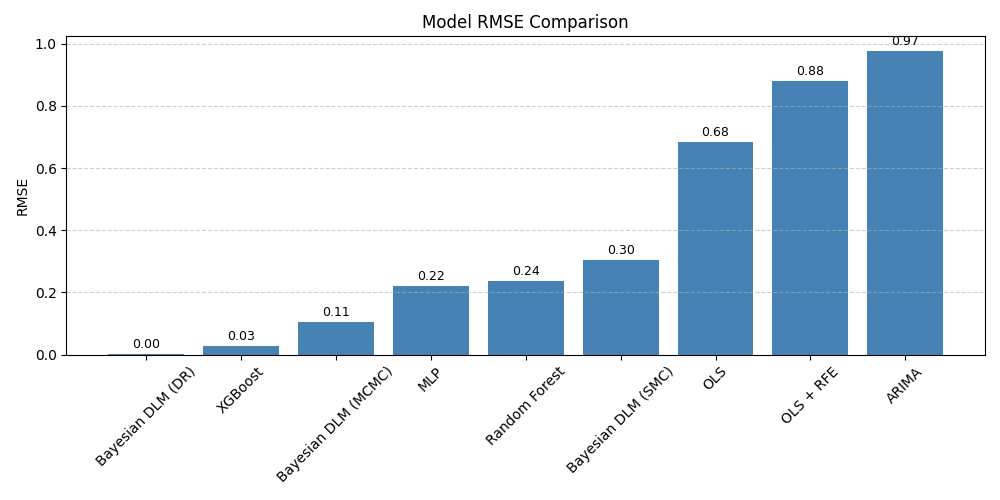 Model RMSE Comparison
RMSE
1.0
0.8
0.6
0.4
0.2
0.0
0.00
0.03
0.11
0.22
0.24
0.30
0.68
0.88
0.97
Bayesian DLM (DR)
XGBoost
Bayesian DLM (MCMC)
MLP
Random Forest
Bayesian DLM (SMC)
OLS
OLS + RFE
ARIMA